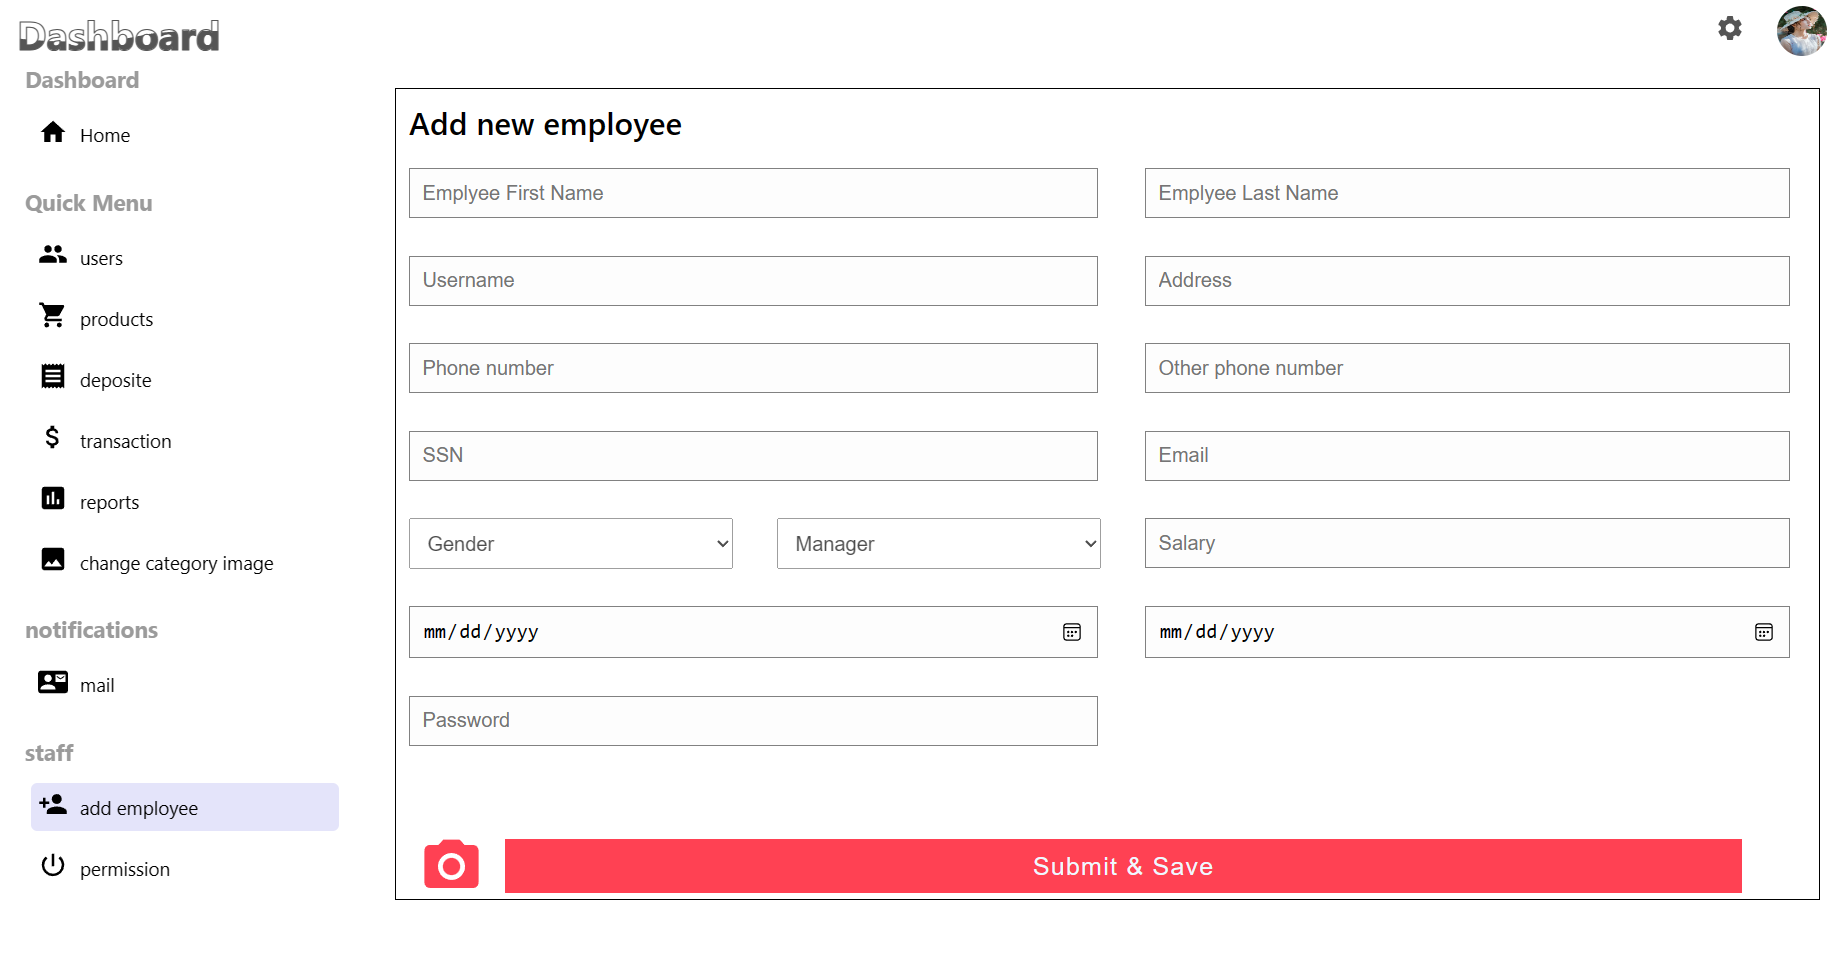 Dashboard
Dashboard
Home
Quick Menu
users
products
deposite
transaction
reports
change category image
notifications
mail
staff
add employee
permission
Add new employee
Emplyee First Name
Emplyee Last Name
Username
Address
Phone number
Other phone number
SSN
Email
Gender
Manager
Salary
mm/dd/yyyy
mm/dd/yyyy
Password
Submit & Save